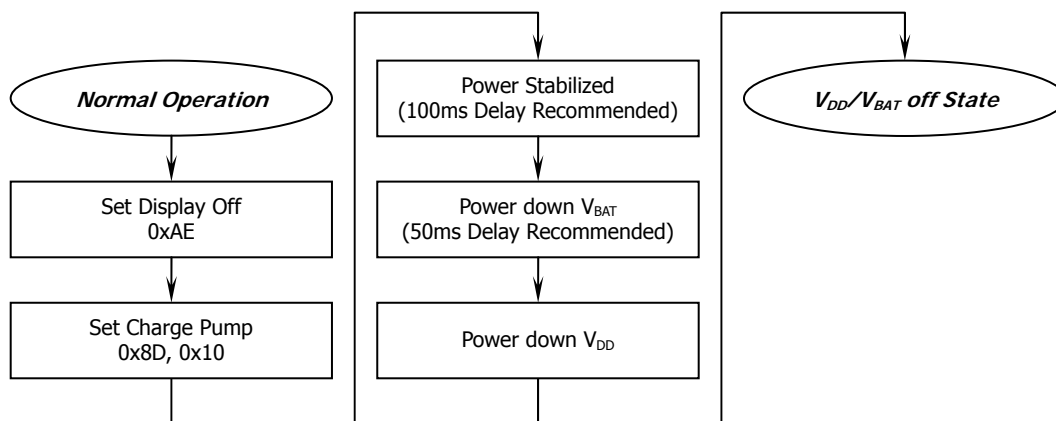 Normal Operation
Set Display Off
0xAE
Set Charge Pump
0x8D, 0x10
Power Stabilized
(100ms Delay Recommended)
Power down VBAT
(50ms Delay Recommended)
Power down VDD
VDD/VBAT off State